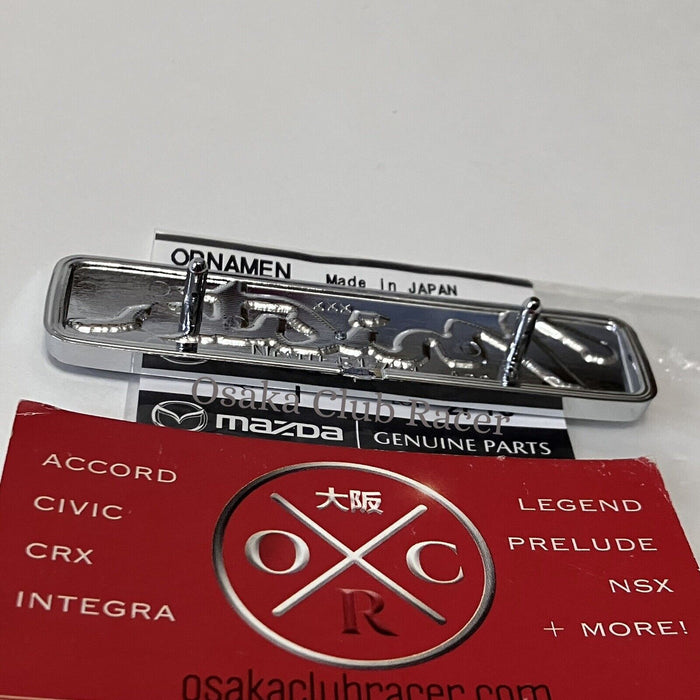 ORNAMEN
Made in JAPAN
xxx
Osaka Club Racer
mazda GENUINE PARTS
ACCORD
CIVIC
CRX
INTEGRA
大阪
O C
R
LEGEND
PRELUDE
NSX
+ MORE!
osakaclubracer.com